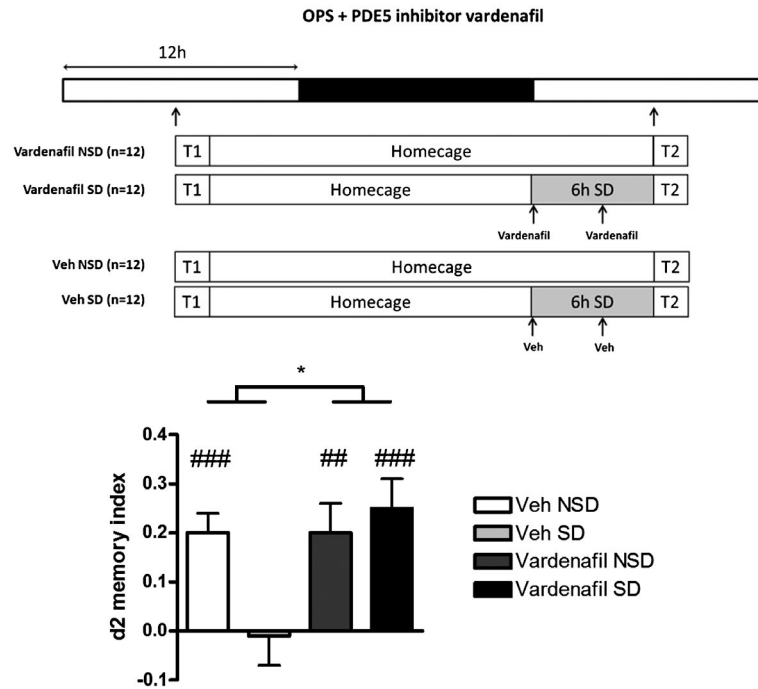 OPS + PDE5 inhibitor vardenafil
12h
Vardenafil NSD (n=12) T1 Homecage T2
Vardenafil SD (n=12) T1 Homecage 6h SD T2
Vardenafil Vardenafil
Veh NSD (n=12) T1 Homecage T2
Veh SD (n=12) T1 Homecage 6h SD T2
Veh Veh
*
### ## ###
d2 memory index
0.4
0.3
0.2
0.1
0.0
-0.1
Veh NSD
Veh SD
Vardenafil NSD
Vardenafil SD